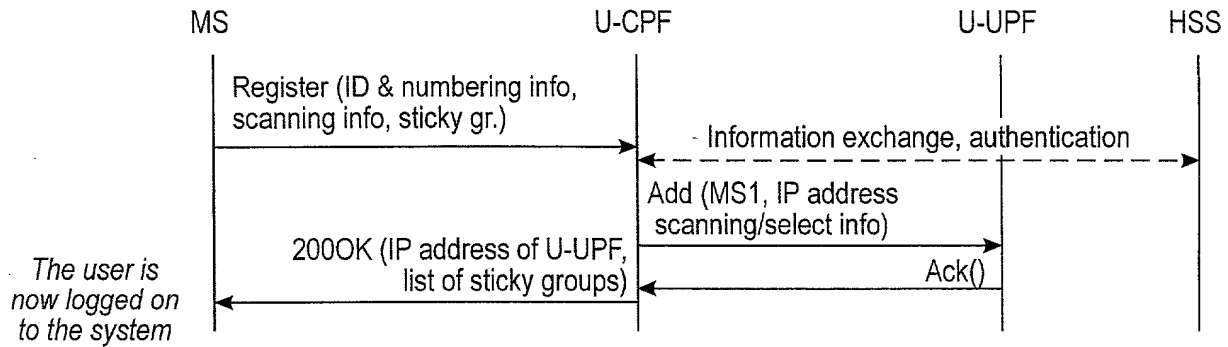 MS
U-CPF
U-UPF
HSS
Register (ID & numbering info,
scanning info, sticky gr.)
Information exchange, authentication
Add (MS1, IP address
scanning/select info)
200OK (IP address of U-UPF,
list of sticky groups)
Ack()
The user is
now logged on
to the system